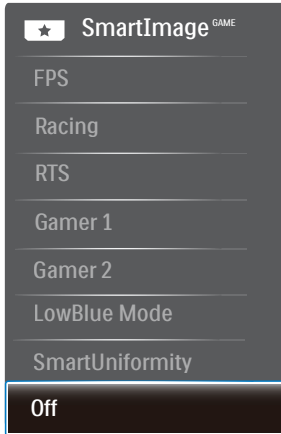 SmartImage GAME
FPS
Racing
RTS
Gamer 1
Gamer 2
LowBlue Mode
SmartUniformity
Off